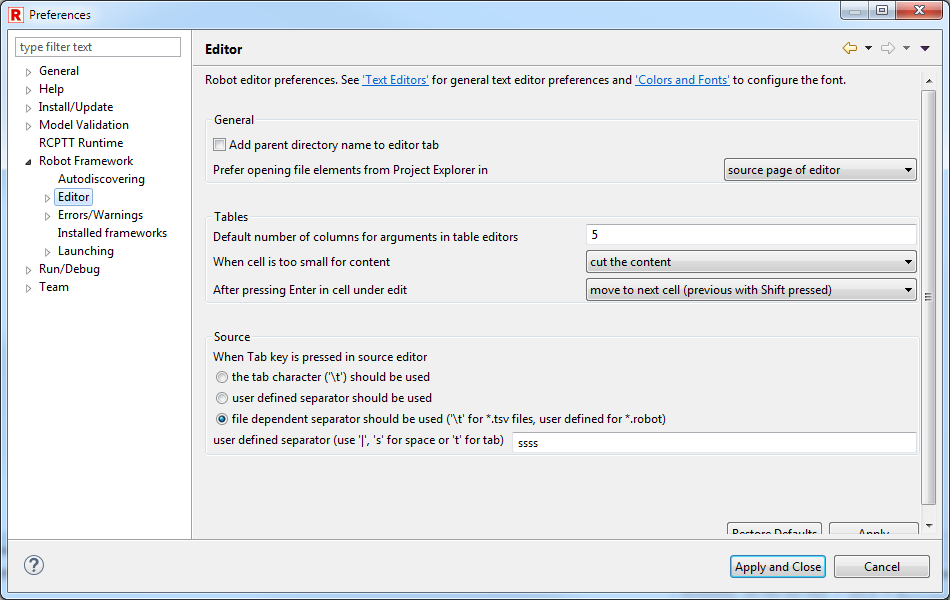 R Preferences
type filter text
General
Help
Install/Update
Model Validation
RCPTT Runtime
Robot Framework
Autodiscovering
Editor
Errors/Warnings
Installed frameworks
Launching
Run/Debug
Team
Editor
Robot editor preferences. See 'Text Editors' for general text editor preferences and 'Colors and Fonts' to configure the font.
General
Add parent directory name to editor tab
Prefer opening file elements from Project Explorer in source page of editor
Tables
Default number of columns for arguments in table editors 5
When cell is too small for content cut the content
After pressing Enter in cell under edit move to next cell (previous with Shift pressed)
Source
When Tab key is pressed in source editor
the tab character ('\t') should be used
user defined separator should be used
file dependent separator should be used ('\t' for *.tsv files, user defined for *.robot)
user defined separator (use '|', 's' for space or 't' for tab) ssss
Restore Defaults Apply
? Apply and Close Cancel